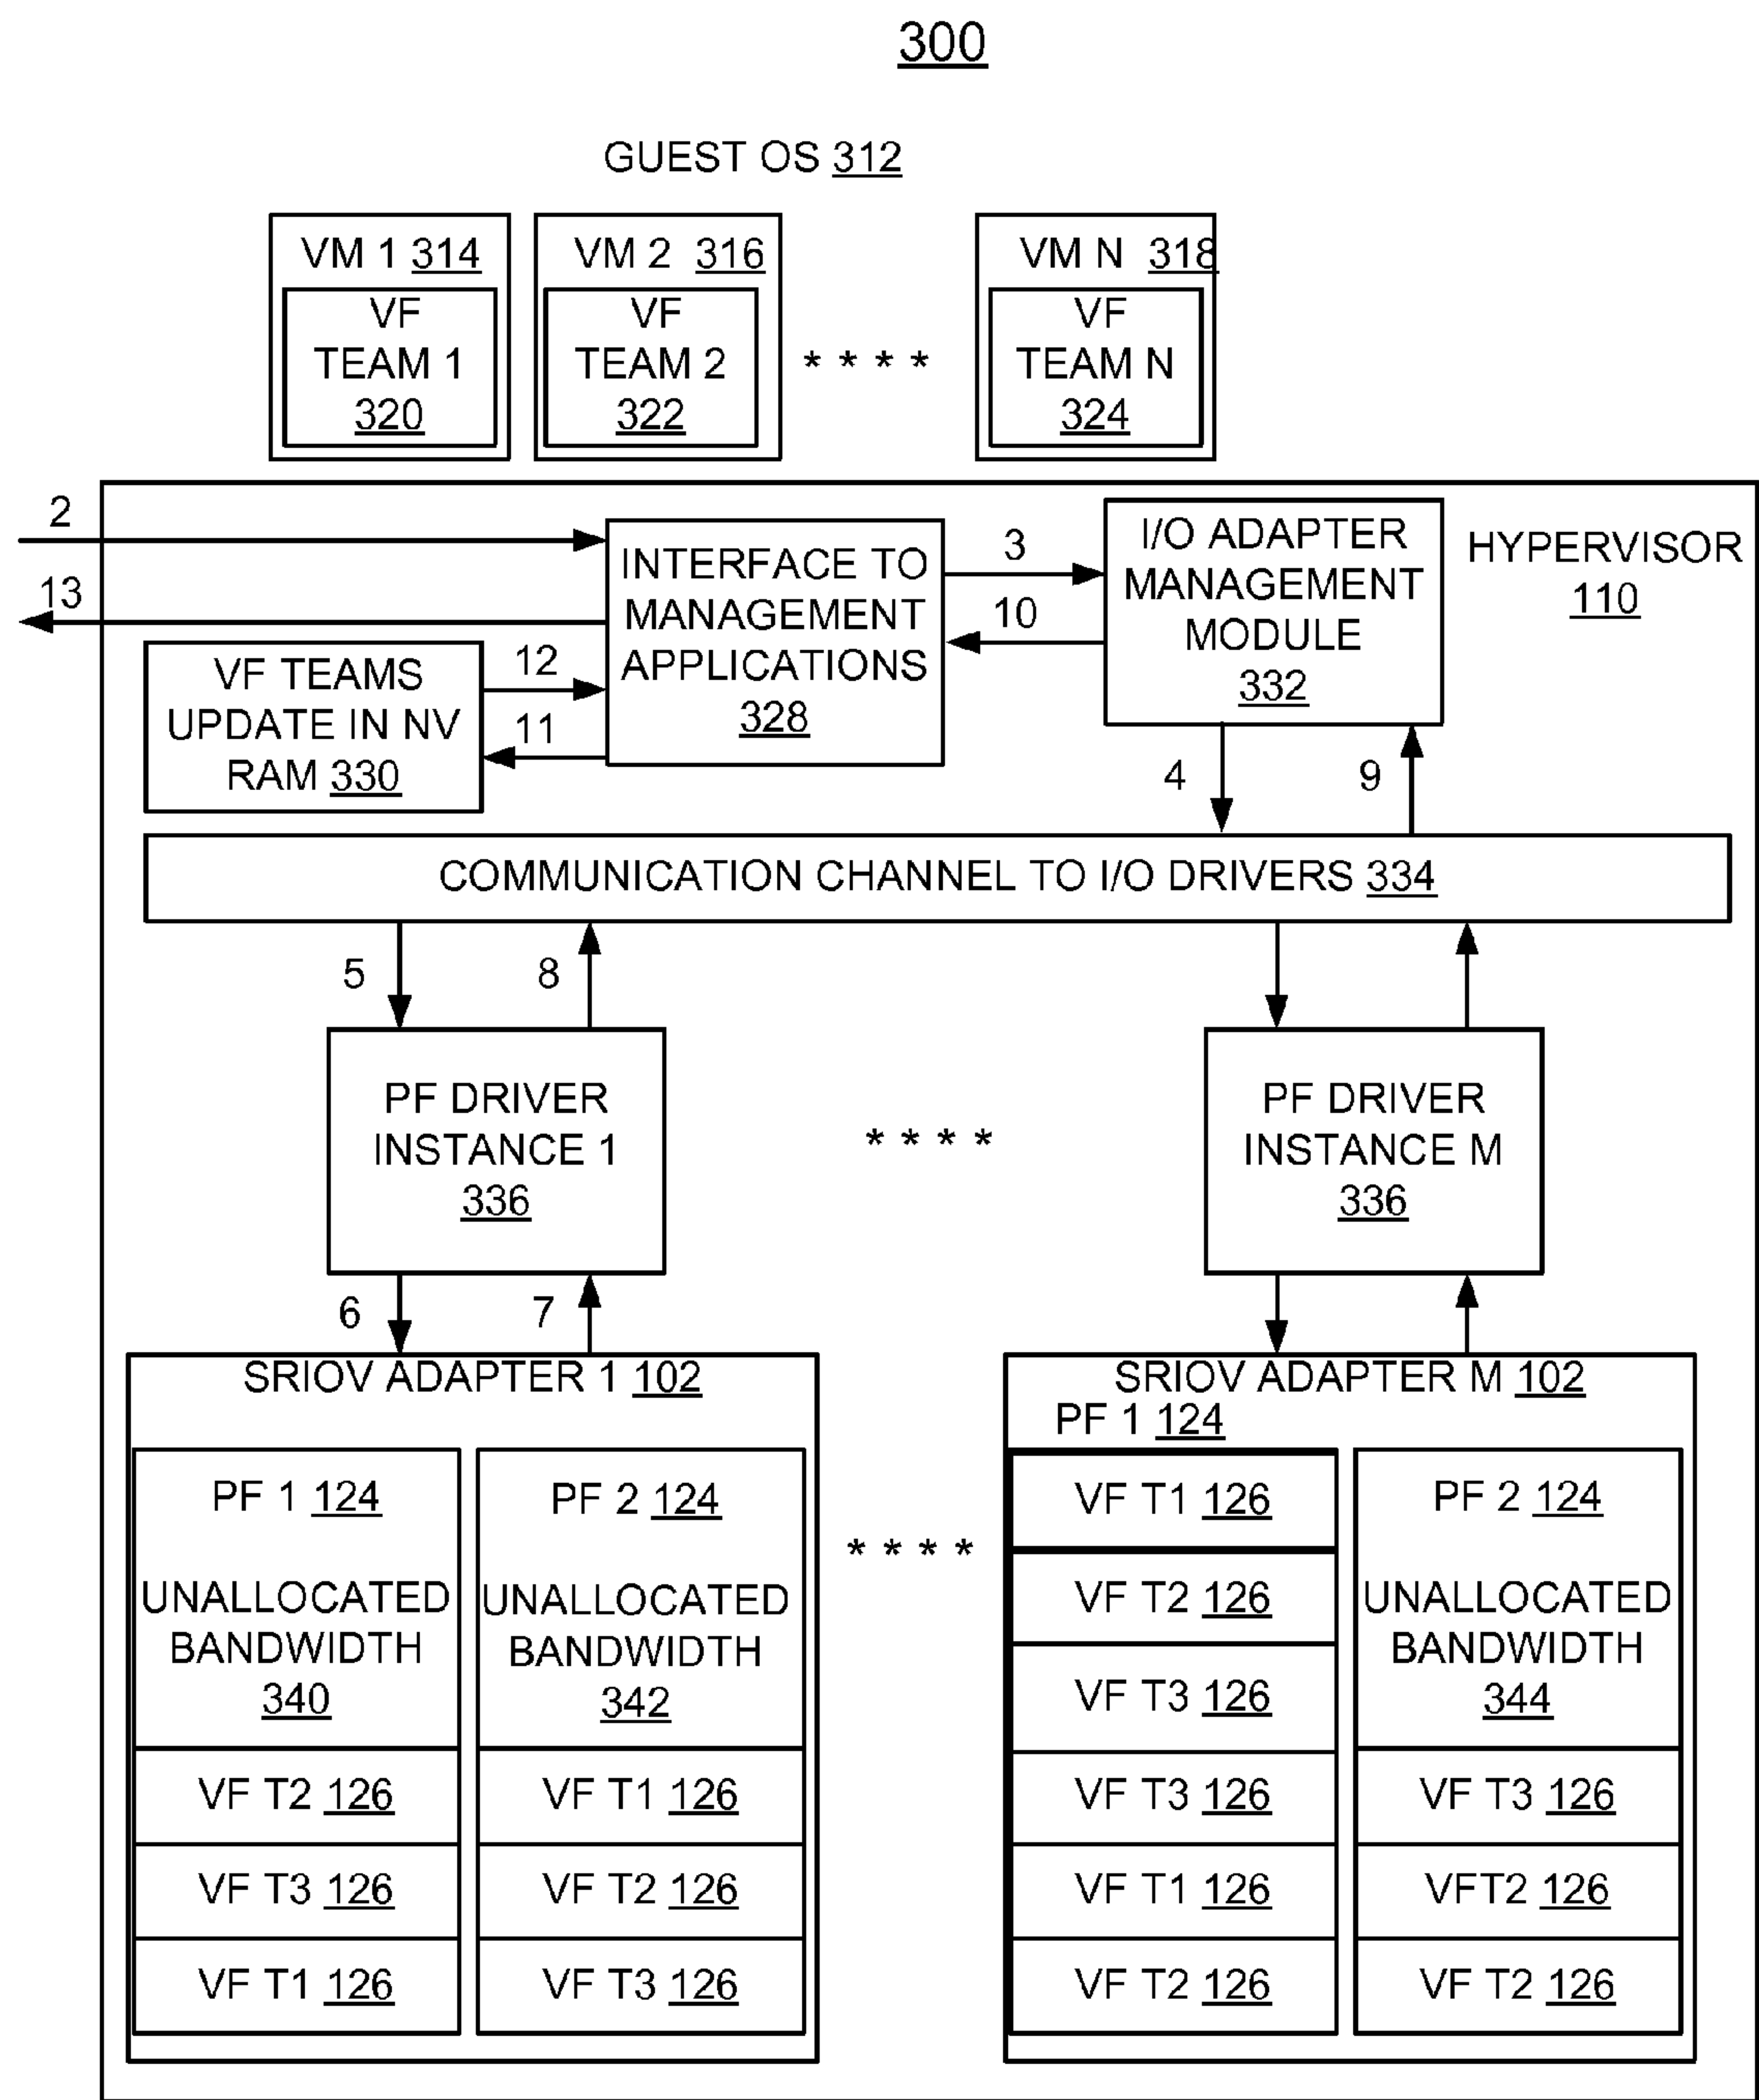 300
GUEST OS 312
VM 1 314
VF
TEAM 1
320
VM 2 316
VF
TEAM 2
322
* * * *
VM N 318
VF
TEAM N
324
2
13
INTERFACE TO
MANAGEMENT
APPLICATIONS
328
3
10
I/O ADAPTER
MANAGEMENT
MODULE
332
HYPERVISOR
110
VF TEAMS
UPDATE IN NV
RAM 330
12
11
4
9
COMMUNICATION CHANNEL TO I/O DRIVERS 334
5
8
PF DRIVER
INSTANCE 1
336
* * * *
PF DRIVER
INSTANCE M
336
6
7
SRIOV ADAPTER 1 102
PF 1 124
UNALLOCATED
BANDWIDTH
340
VF T2 126
VF T3 126
VF T1 126
PF 2 124
UNALLOCATED
BANDWIDTH
342
VF T1 126
VF T2 126
VF T3 126
* * * *
SRIOV ADAPTER M 102
PF 1 124
VF T1 126
VF T2 126
VF T3 126
VF T3 126
VF T1 126
VF T2 126
PF 2 124
UNALLOCATED
BANDWIDTH
344
VF T3 126
VFT2 126
VF T2 126